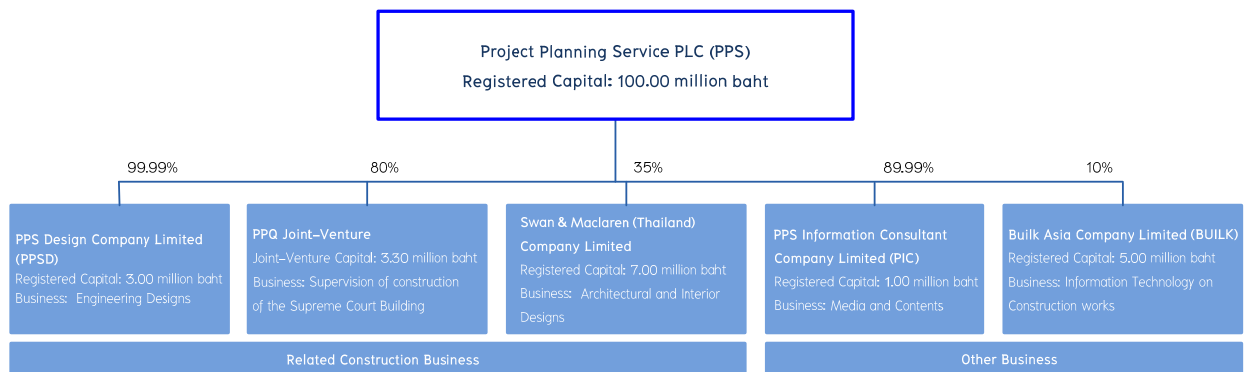 Project Planning Service PLC (PPS)
Registered Capital: 100.00 million baht
99.99%
80%
35%
89.99%
10%
PPS Design Company Limited
(PPSD)
Registered Capital: 3.00 million baht
Business: Engineering Designs
PPQ Joint-Venture
Joint-Venture Capital: 3.30 million baht
Business: Supervision of construction
of the Supreme Court Building
Swan & Maclaren (Thailand)
Company Limited
Registered Capital: 7.00 million baht
Business: Architectural and Interior
Designs
PPS Information Consultant
Company Limited (PIC)
Registered Capital: 1.00 million baht
Business: Media and Contents
Builk Asia Company Limited (BUILK)
Registered Capital: 5.00 million baht
Business: Information Technology on
Construction works
Related Construction Business
Other Business